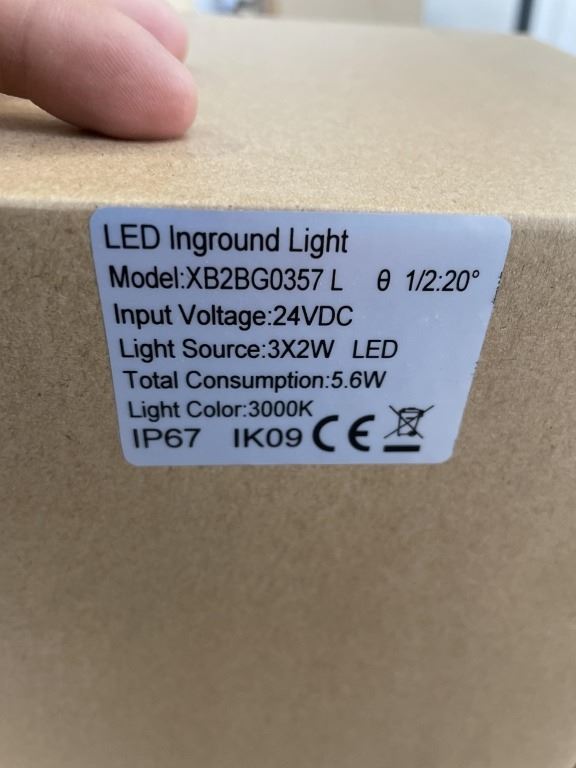 LED Inground Light
Model:XB2BG0357 L θ 1/2:20°
Input Voltage:24VDC
Light Source:3X2W LED
Total Consumption:5.6W
Light Color:3000K
IP67 IK09 CE